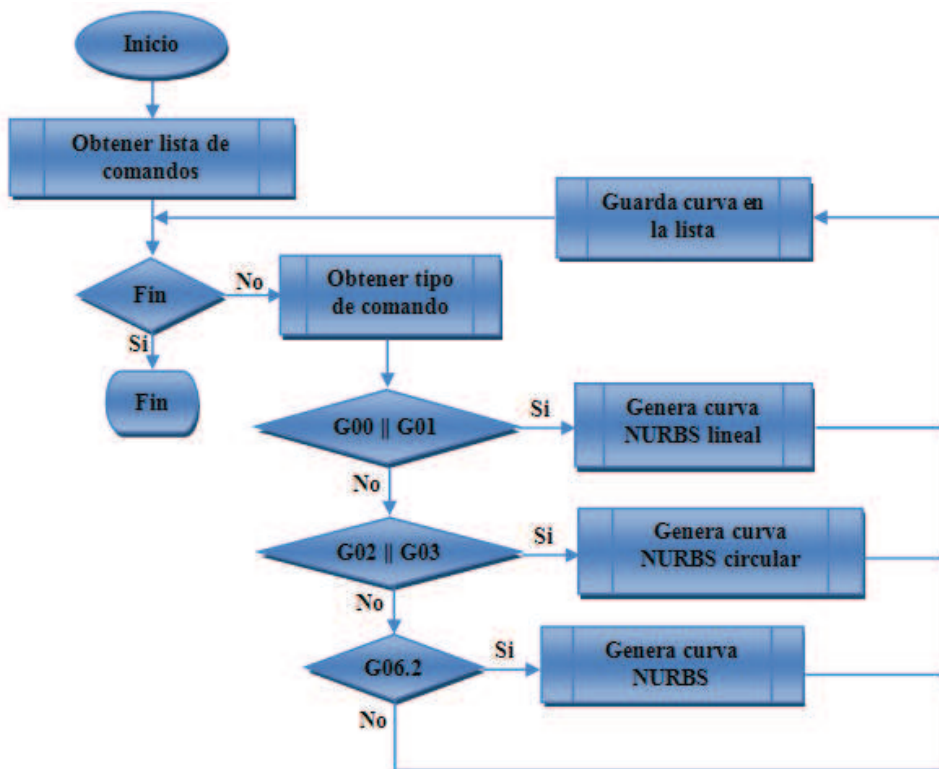 Inicio
Obtener lista de
comandos
Guarda curva en
la lista
Fin
No
Obtener tipo
de comando
Si
Fin
G00 || G01
Si
Genera curva
NURBS lineal
No
G02 || G03
Si
Genera curva
NURBS circular
No
G06.2
Si
Genera curva
NURBS
No